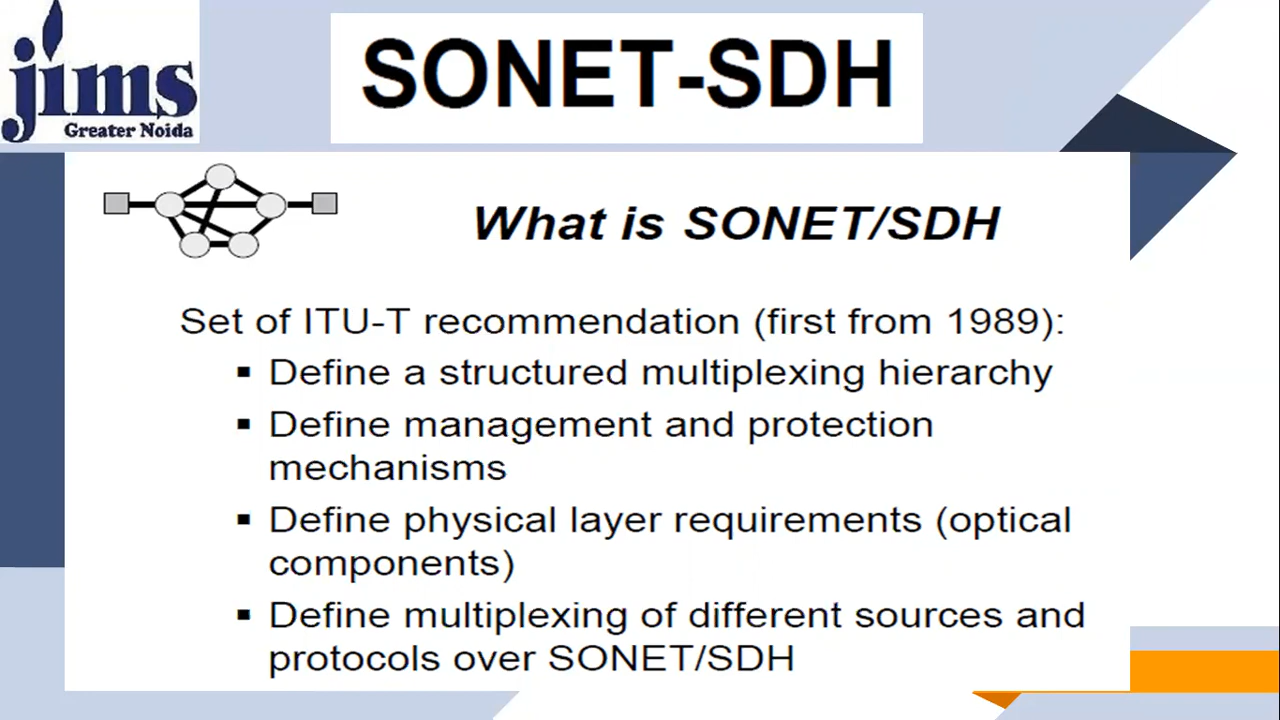 jims
Greater Noida
SONET-SDH
What is SONET/SDH
Set of ITU-T recommendation (first from 1989):
▪ Define a structured multiplexing hierarchy
▪ Define management and protection
mechanisms
▪ Define physical layer requirements (optical
components)
▪ Define multiplexing of different sources and
protocols over SONET/SDH